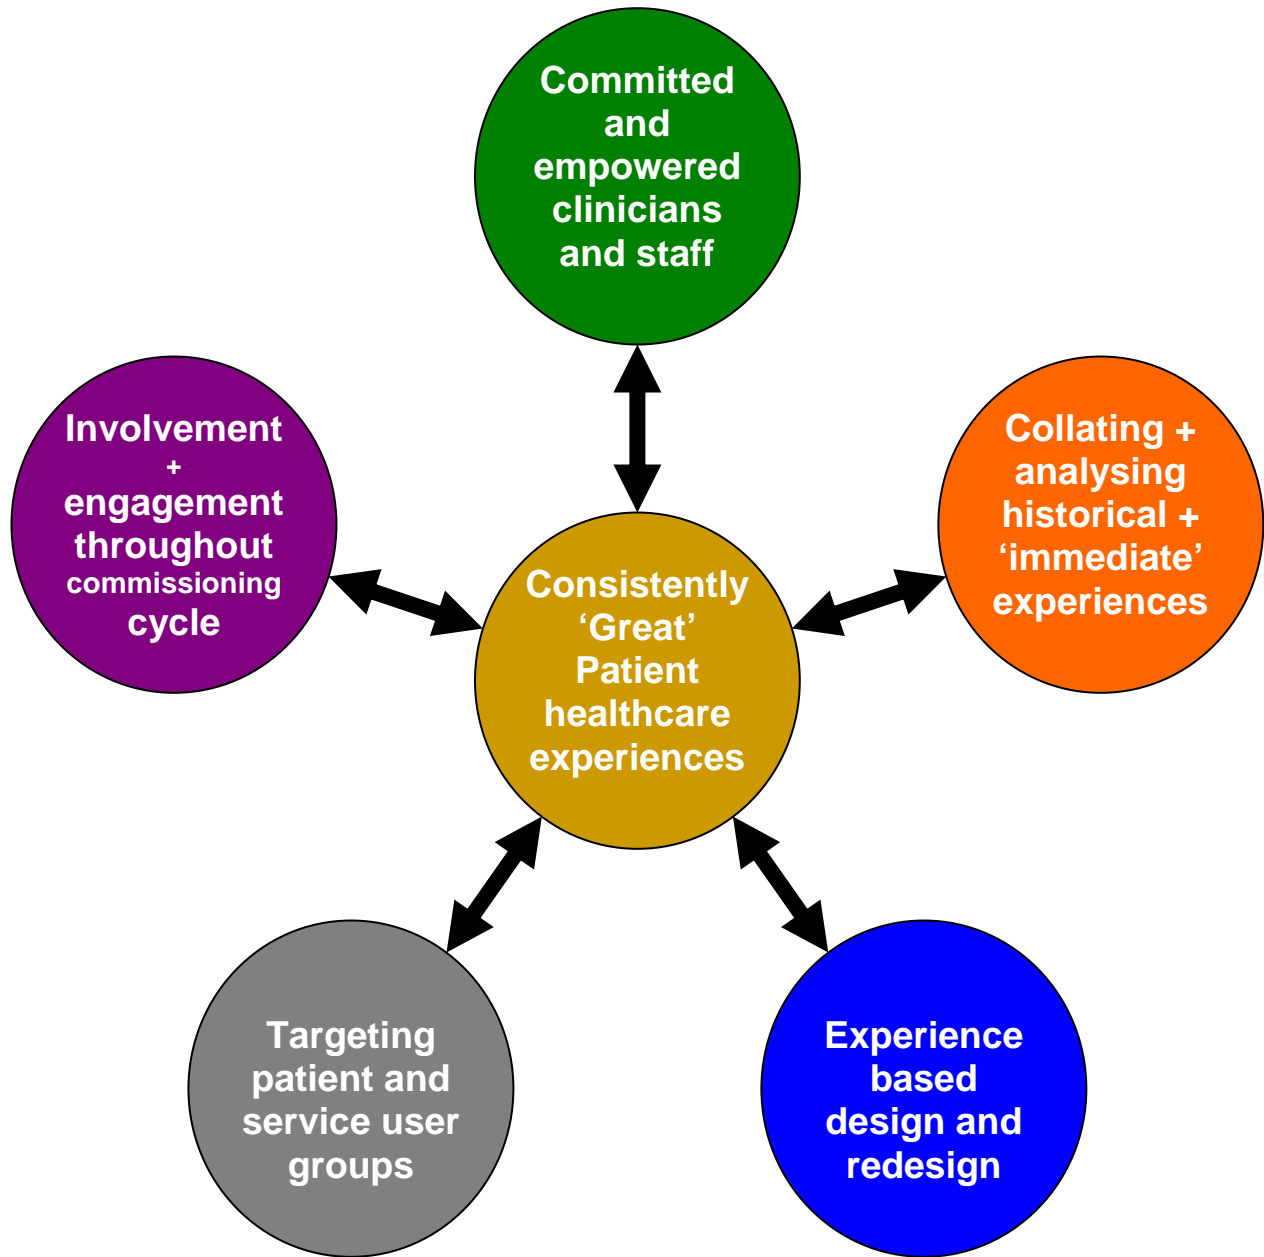 Committed
and
empowered
clinicians
and staff
Involvement
+
engagement
throughout
commissioning
cycle
Collating +
analysing
historical +
‘immediate’
experiences
Consistently
‘Great’
Patient
healthcare
experiences
Targeting
patient and
service user
groups
Experience
based
design and
redesign